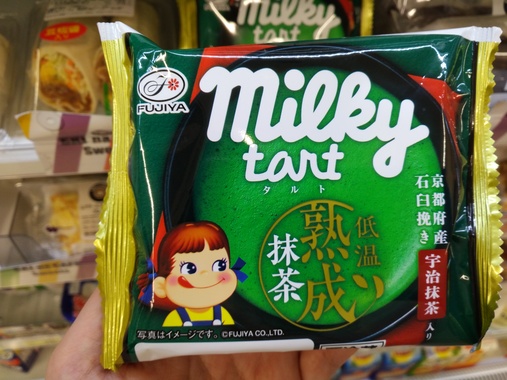 FUJIYA
milky
tart
タルト
京都府産
石臼挽き
宇治抹茶入り
低温
熟成
抹茶
写真はイメージです。 ©FUJIYA CO.,LTD.
Milky
tart